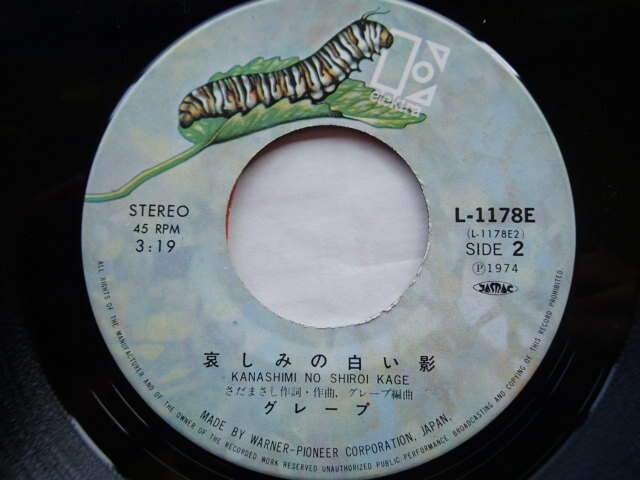 elektra
STEREO
45 RPM
3:19
L-1178E
(L-1178E2)
SIDE 2
Ⓟ1974
JASRAC
哀しみの白い影
KANASHIMI NO SHIROI KAGE
さだまさし作詞・作曲, グレープ編曲
グレープ
MADE BY WARNER-PIONEER CORPORATION, JAPAN.
ALL RIGHTS OF THE MANUFACTURER AND OF THE OWNER OF THE RECORDED WORK RESERVED UNAUTHORIZED PUBLIC PERFORMANCE BROADCASTING AND COPYING OF THIS RECORD PROHIBITED